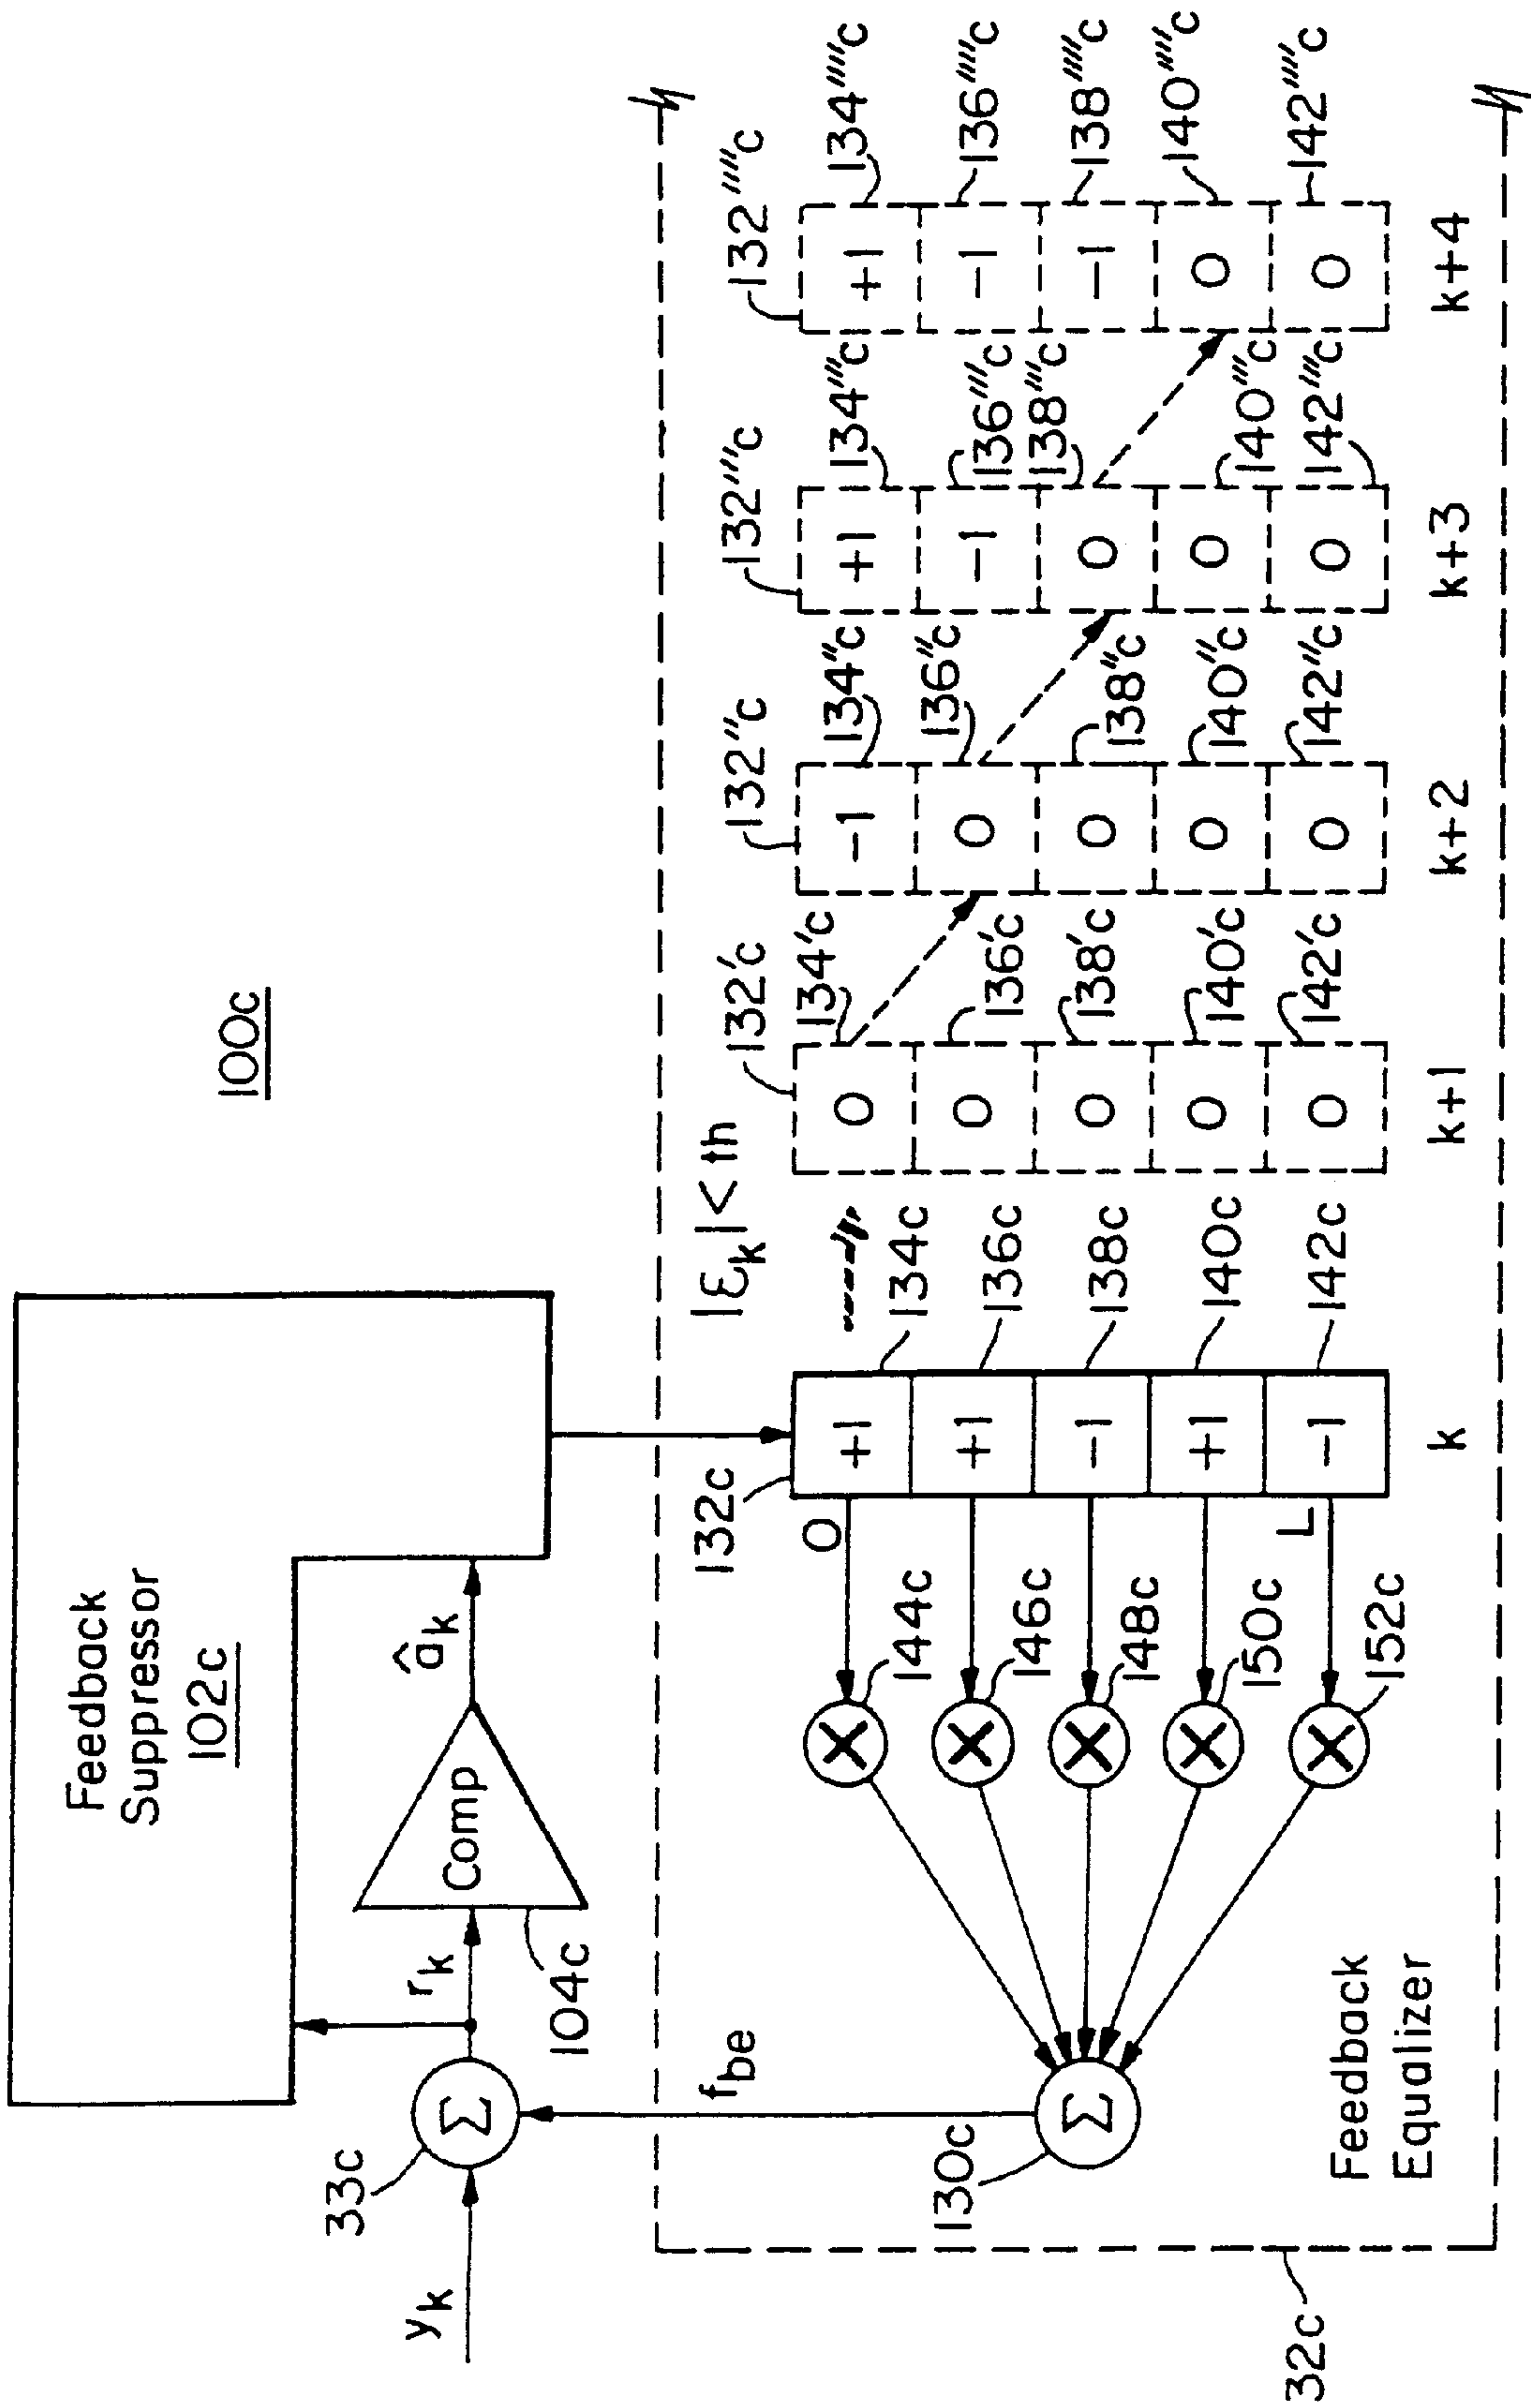 100c
Feedback
Suppressor
102c
Comp
104c
r_k
â_k
y_k
33c
Σ
f_be
130c
Σ
Feedback
Equalizer
32c
144c
146c
148c
150c
152c
0
L
132c
|ε_k| < th
132'c
132''c
132'''c
132''''c
+1
+1
-1
+1
-1
134c
136c
138c
140c
142c
k
0
0
0
0
0
134'c
136'c
138'c
140'c
142'c
k+1
-1
0
0
0
0
134''c
136''c
138''c
140''c
142''c
k+2
+1
-1
0
0
0
134'''c
136'''c
138'''c
140'''c
142'''c
k+3
+1
-1
-1
0
0
134''''c
136''''c
138''''c
140''''c
142''''c
k+4